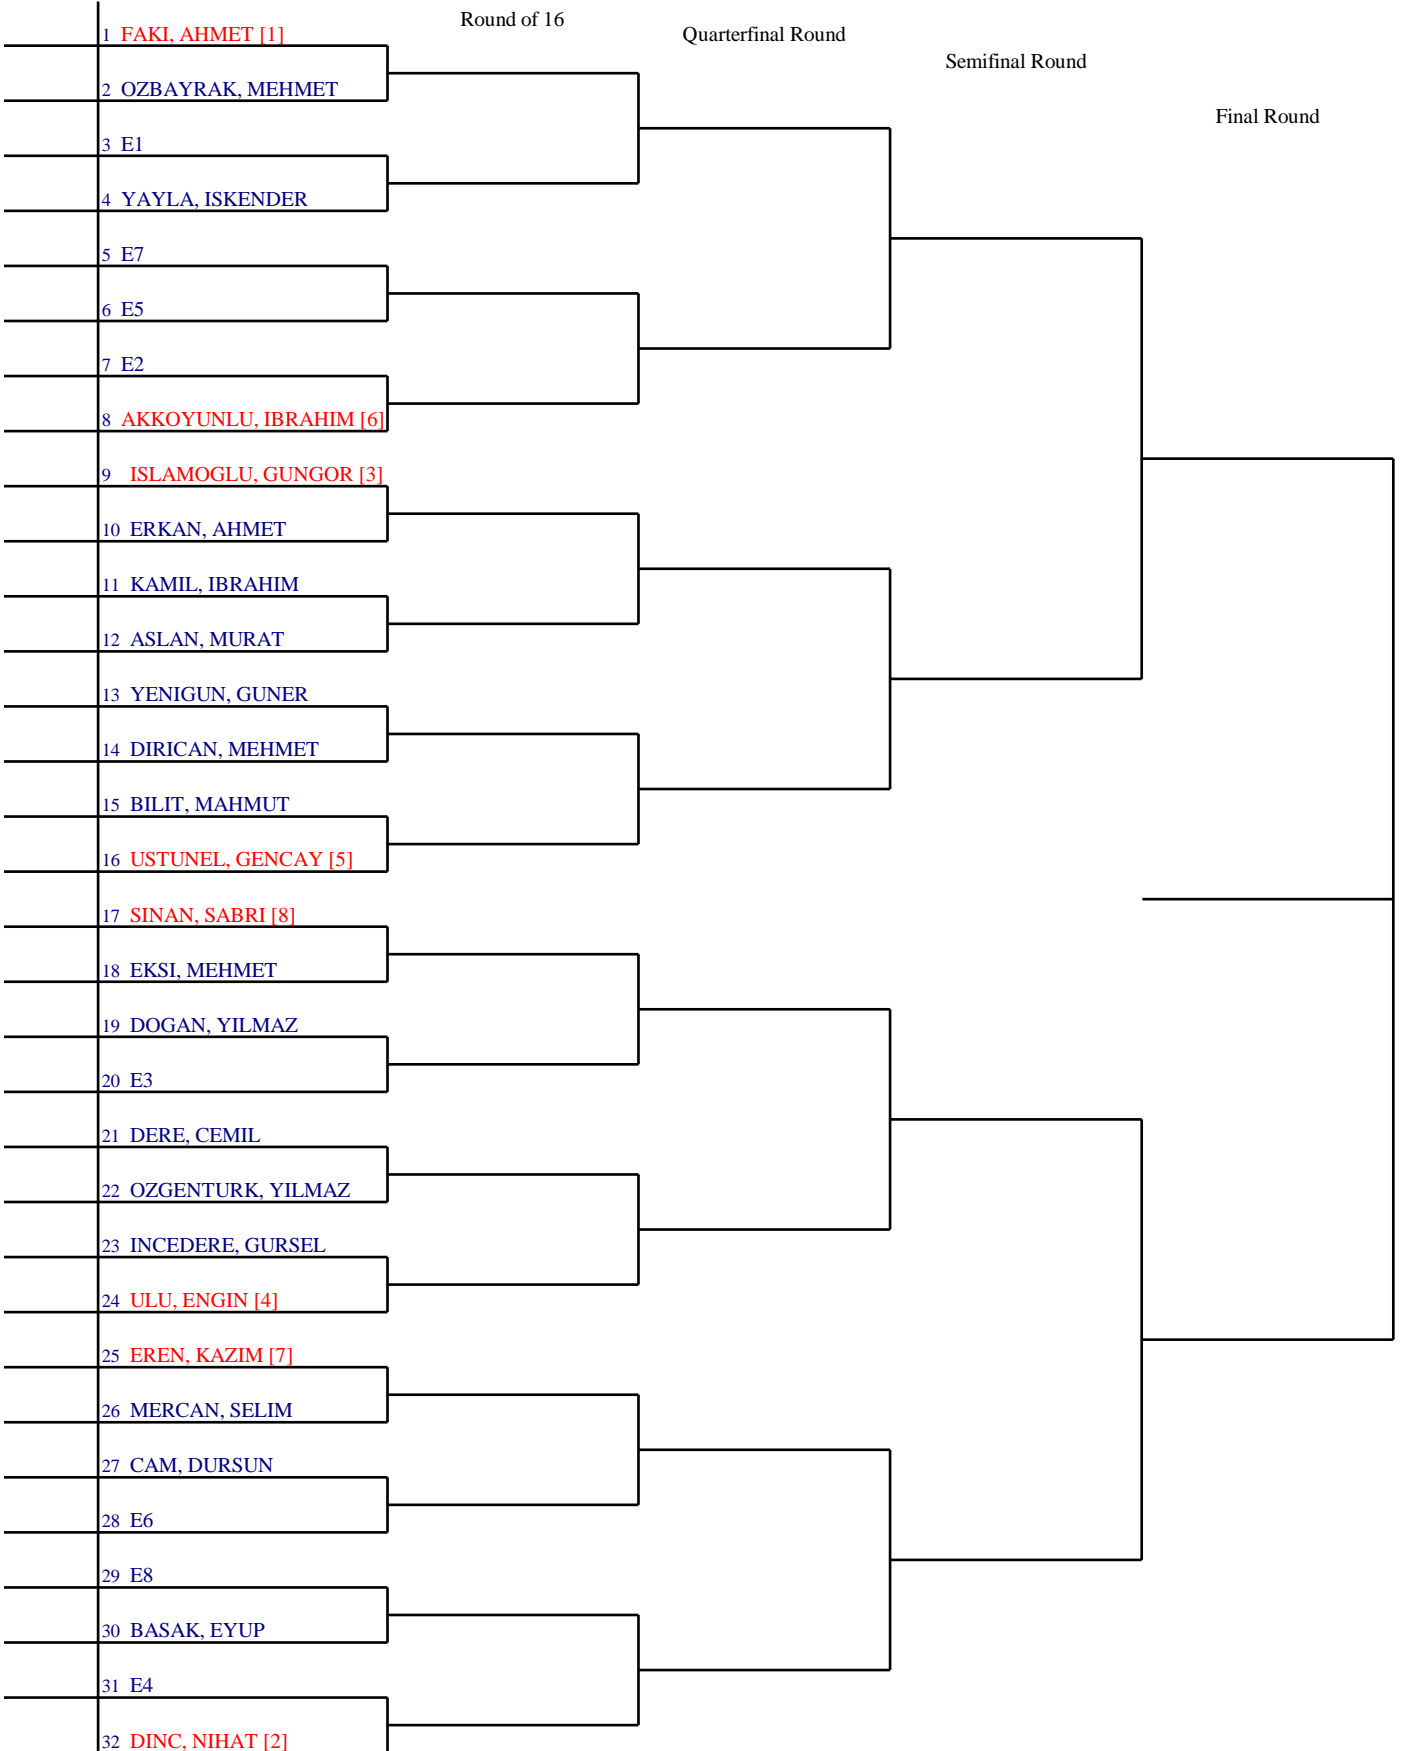 Round of 16
Quarterfinal Round
Semifinal Round
Final Round
1 FAKI, AHMET [1]
2 OZBAYRAK, MEHMET
3 E1
4 YAYLA, ISKENDER
5 E7
6 E5
7 E2
8 AKKOYUNLU, IBRAHIM [6]
9 ISLAMOGLU, GUNGOR [3]
10 ERKAN, AHMET
11 KAMIL, IBRAHIM
12 ASLAN, MURAT
13 YENIGUN, GUNER
14 DIRICAN, MEHMET
15 BILIT, MAHMUT
16 USTUNEL, GENCAY [5]
17 SINAN, SABRI [8]
18 EKSI, MEHMET
19 DOGAN, YILMAZ
20 E3
21 DERE, CEMIL
22 OZGENTURK, YILMAZ
23 INCEDERE, GURSEL
24 ULU, ENGIN [4]
25 EREN, KAZIM [7]
26 MERCAN, SELIM
27 CAM, DURSUN
28 E6
29 E8
30 BASAK, EYUP
31 E4
32 DINC, NIHAT [2]